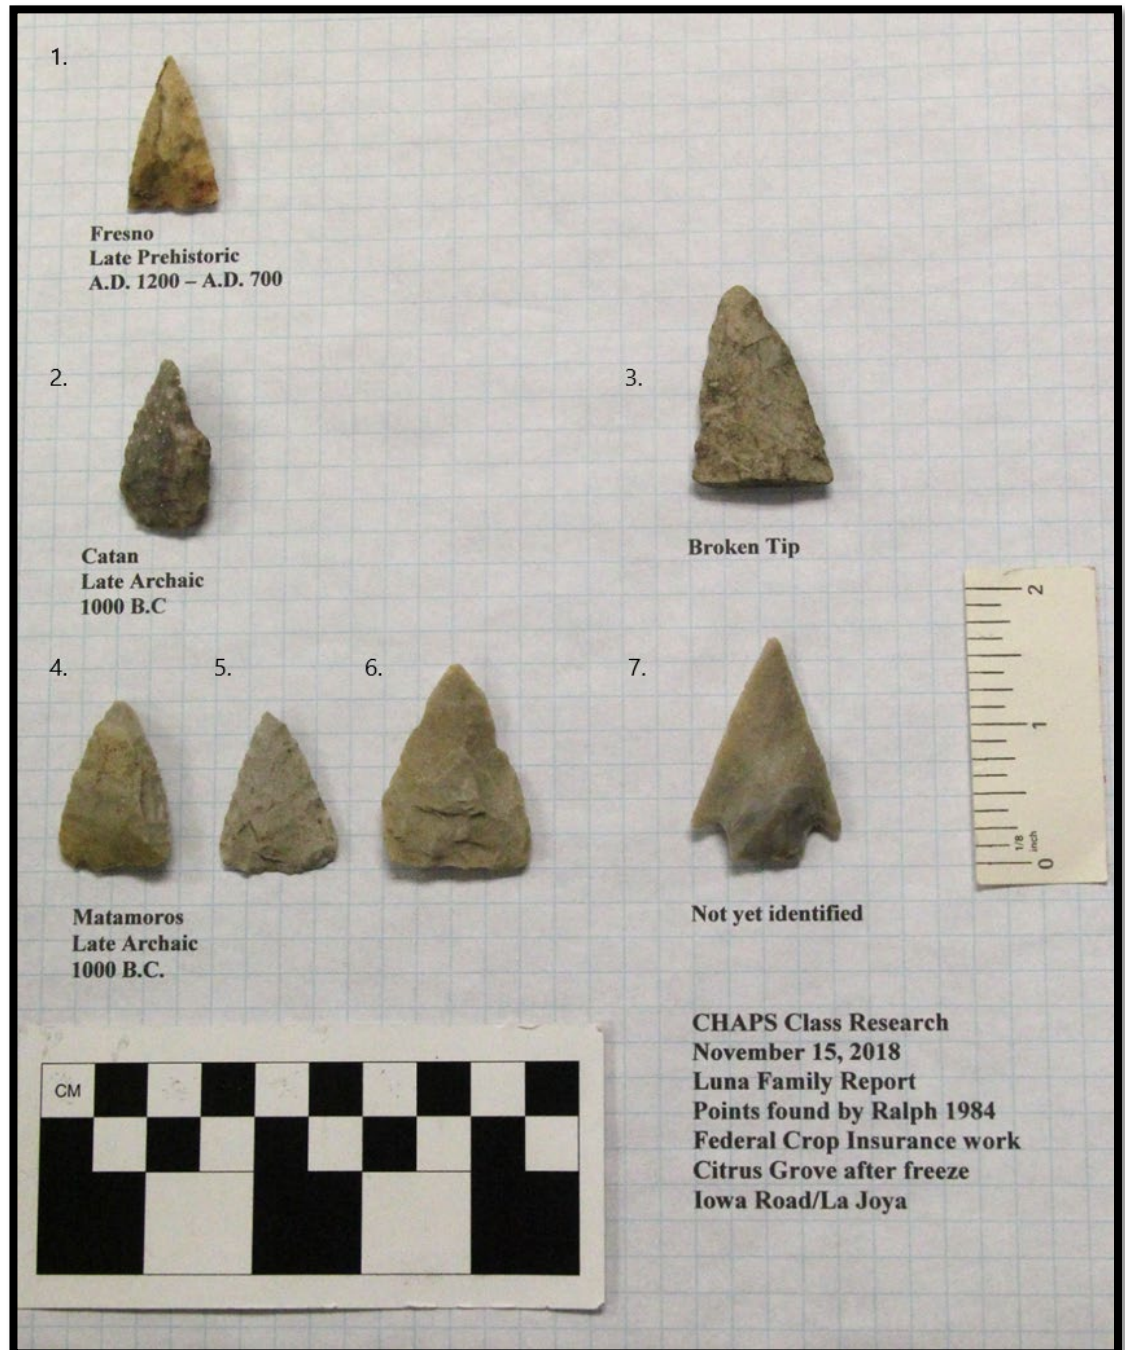 1.
Fresno
Late Prehistoric
A.D. 1200 – A.D. 700
2.
Catan
Late Archaic
1000 B.C
3.
Broken Tip
4.
5.
6.
Matamoros
Late Archaic
1000 B.C.
7.
Not yet identified
2
1
1/8
inch
0
CM
CHAPS Class Research
November 15, 2018
Luna Family Report
Points found by Ralph 1984
Federal Crop Insurance work
Citrus Grove after freeze
Iowa Road/La Joya